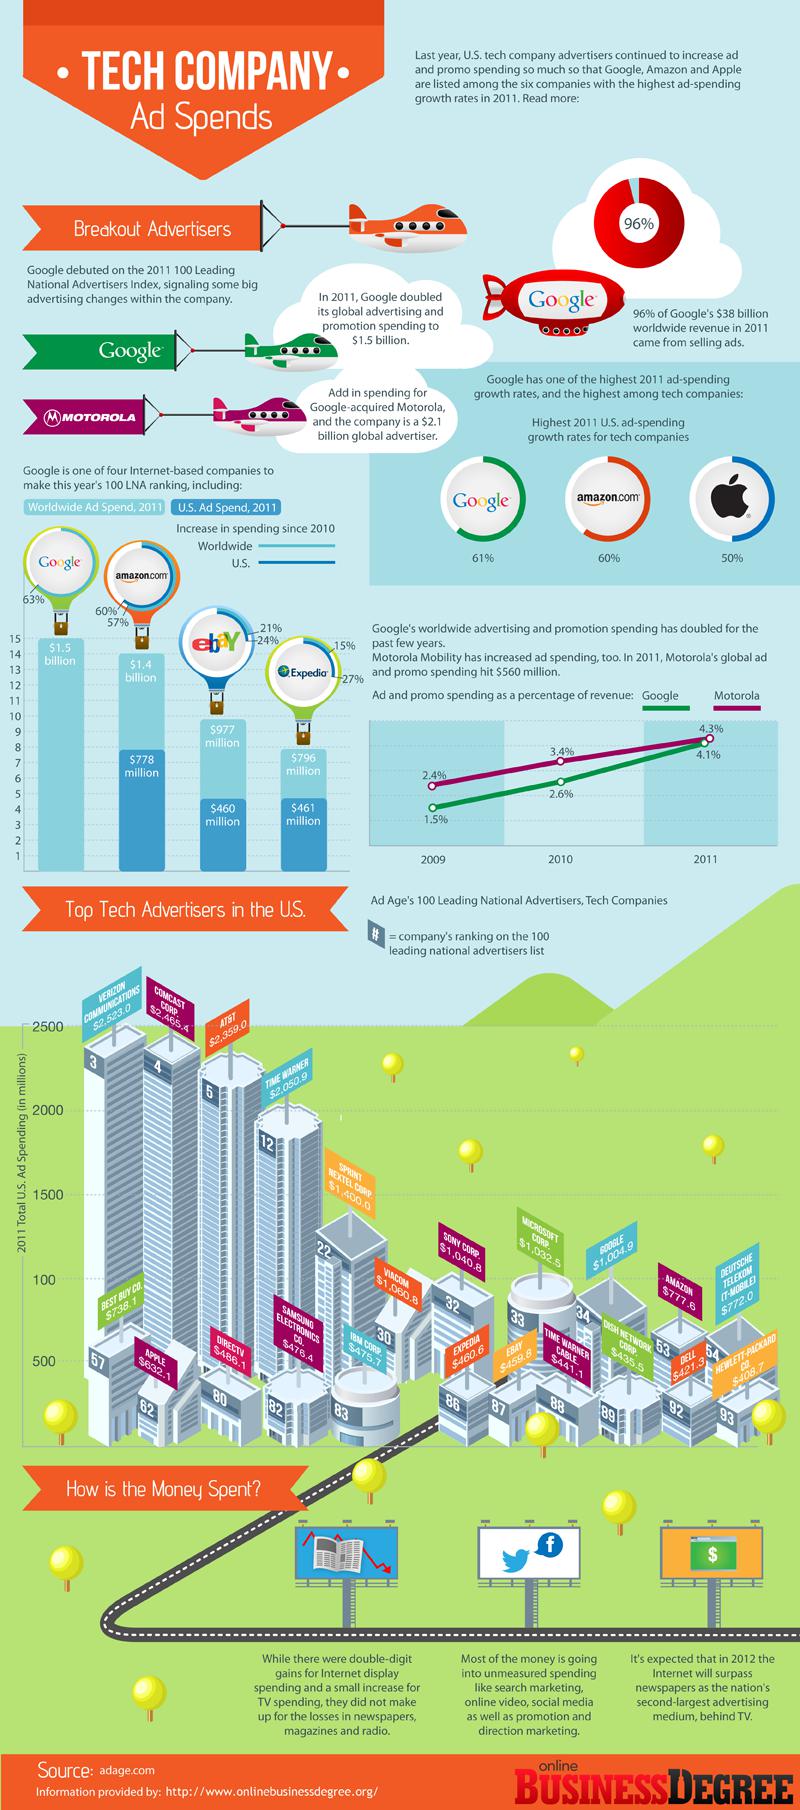 • TECH COMPANY •
Ad Spends
Last year, U.S. tech company advertisers continued to increase ad
and promo spending so much so that Google, Amazon and Apple
are listed among the six companies with the highest ad-spending
growth rates in 2011. Read more:
Breakout Advertisers
Google debuted on the 2011 100 Leading
National Advertisers Index, signaling some big
advertising changes within the company.
96%
Google
96% of Google's $38 billion
worldwide revenue in 2011
came from selling ads.
In 2011, Google doubled
its global advertising and
promotion spending to
$1.5 billion.
Google
MOTOROLA
Add in spending for
Google-acquired Motorola,
and the company is a $2.1
billion global advertiser.
Google has one of the highest 2011 ad-spending
growth rates, and the highest among tech companies:
Highest 2011 U.S. ad-spending
growth rates for tech companies
Google
amazon.com
61%
60%
50%
Google is one of four Internet-based companies to
make this year's 100 LNA ranking, including:
Worldwide Ad Spend, 2011
U.S. Ad Spend, 2011
Increase in spending since 2010
Worldwide
U.S.
Google
63%
amazon.com
60%
57%
ebaY
21%
24%
Expedia
15%
27%
15
14
13
12
11
10
9
8
7
6
5
4
3
2
1
$1.5
billion
$1.4
billion
$778
million
$977
million
$460
million
$796
million
$461
million
Google's worldwide advertising and promotion spending has doubled for the
past few years.
Motorola Mobility has increased ad spending, too. In 2011, Motorola's global ad
and promo spending hit $560 million.
Ad and promo spending as a percentage of revenue:
Google
Motorola
2.4%
3.4%
4.3%
1.5%
2.6%
4.1%
2009
2010
2011
Top Tech Advertisers in the U.S.
Ad Age's 100 Leading National Advertisers, Tech Companies
# = company's ranking on the 100
leading national advertisers list
2011 Total U.S. Ad Spending (in millions)
2500
2000
1500
100
500
VERIZON
COMMUNICATIONS
$2,523.0
3
COMCAST
CORP.
$2,465.4
4
AT&T
$2,359.0
5
TIME WARNER
$2,050.9
12
SPRINT
NEXTEL CORP.
$1,400.0
22
VIACOM
$1,060.8
30
SONY CORP.
$1,040.8
32
MICROSOFT
CORP.
$1,032.5
33
GOOGLE
$1,004.9
34
AMAZON
$777.6
53
DEUTSCHE
TELEKOM
(T-MOBILE)
$772.0
54
BEST BUY CO.
$738.1
57
APPLE
$632.1
62
DIRECTV
$486.1
80
SAMSUNG
ELECTRONICS
CO.
$476.4
82
IBM CORP.
$475.7
83
EXPEDIA
$460.6
86
EBAY
$459.8
87
TIME WARNER
CABLE.
$441.1
88
DISH NETWORK
CORP.
$435.5
89
DELL
$421.3
92
HEWLETT-PACKARD
CO.
$408.7
93
How is the Money Spent?
f
$
While there were double-digit
gains for Internet display
spending and a small increase for
TV spending, they did not make
up for the losses in newspapers,
magazines and radio.
Most of the money is going
into unmeasured spending
like search marketing,
online video, social media
as well as promotion and
direction marketing.
It's expected that in 2012 the
Internet will surpass
newspapers as the nation's
second-largest advertising
medium, behind TV.
Source: adage.com
Information provided by: http://www.onlinebusinessdegree.org/
online
BUSINESSDEGREE